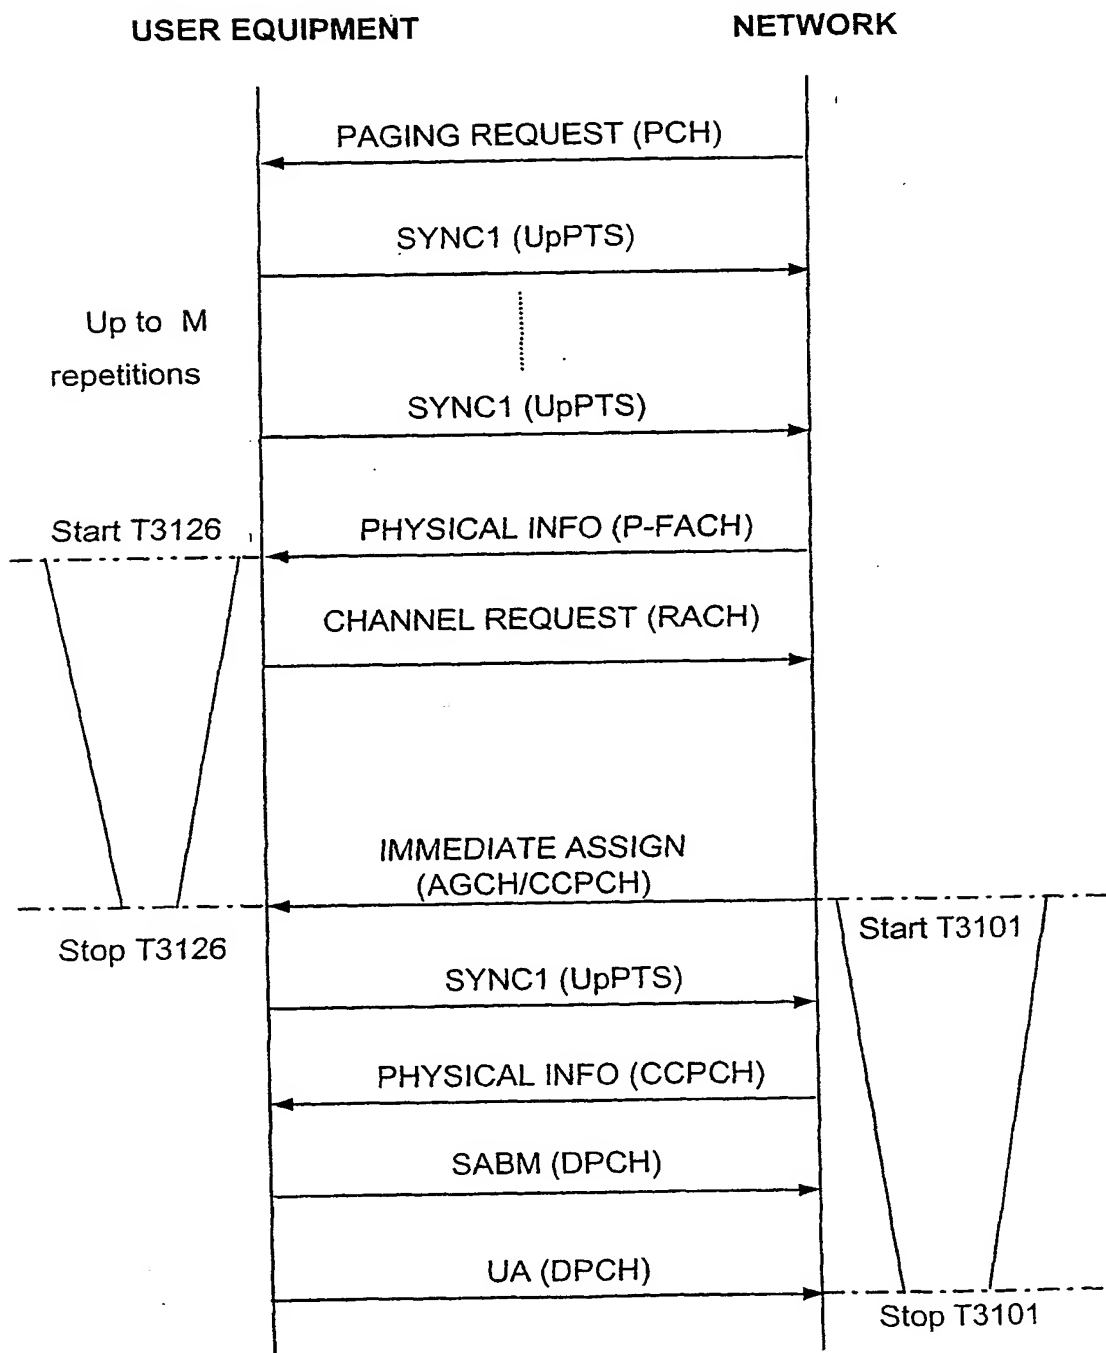 USER EQUIPMENT
NETWORK
PAGING REQUEST (PCH)
SYNC1 (UpPTS)
Up to M
repetitions
SYNC1 (UpPTS)
Start T3126
PHYSICAL INFO (P-FACH)
CHANNEL REQUEST (RACH)
IMMEDIATE ASSIGN
(AGCH/CCPCH)
Start T3101
Stop T3126
SYNC1 (UpPTS)
PHYSICAL INFO (CCPCH)
SABM (DPCH)
UA (DPCH)
Stop T3101